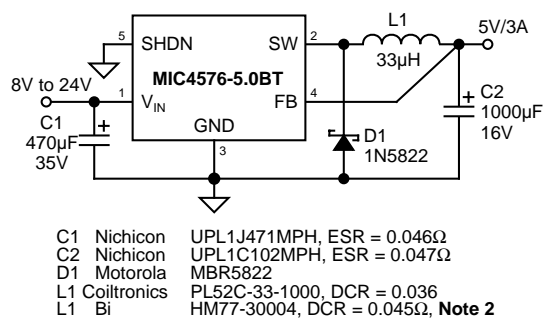 L1
5V/3A
5
SHDN
SW
2
33µH
MIC4576-5.0BT
8V to 24V
1
VIN
FB
4
C2
1000µF
16V
C1
470µF
35V
GND
3
D1
1N5822
C1 Nichicon UPL1J471MPH, ESR = 0.046Ω
C2 Nichicon UPL1C102MPH, ESR = 0.047Ω
D1 Motorola MBR5822
L1 Coiltronics PL52C-33-1000, DCR = 0.036
L1 Bi HM77-30004, DCR = 0.045Ω, Note 2